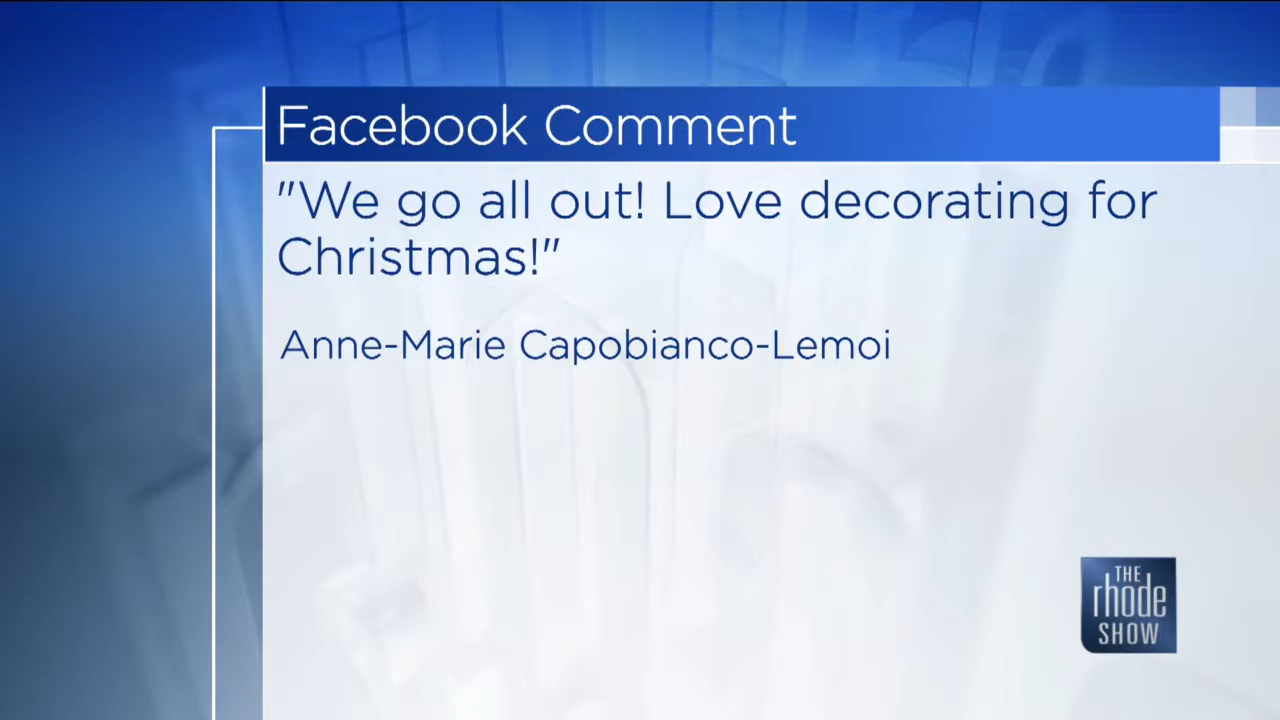 Facebook Comment
"We go all out! Love decorating for
Christmas!"
Anne-Marie Capobianco-Lemoi
THE
rhode
SHOW